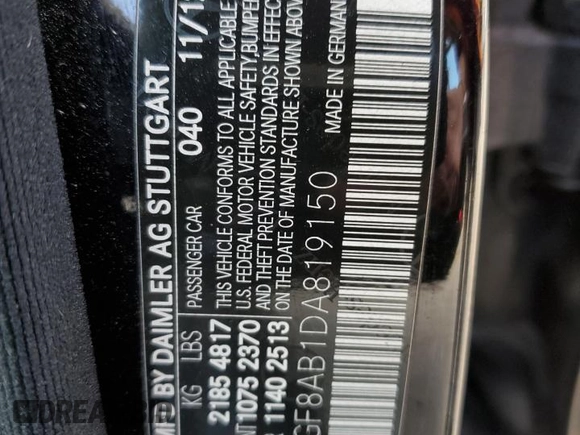 BY DAIMLER AG STUTTGART
040 11/1
KG LBS PASSENGER CAR
2185 4817 THIS VEHICLE CONFORMS TO ALL APPLICABLE
1075 2370 U.S. FEDERAL MOTOR VEHICLE SAFETY, BUMPER
1140 2513 AND THEFT PREVENTION STANDARDS IN EFFECT
ON THE DATE OF MANUFACTURE SHOWN ABOVE
GF8AB1DA819150
MADE IN GERMANY